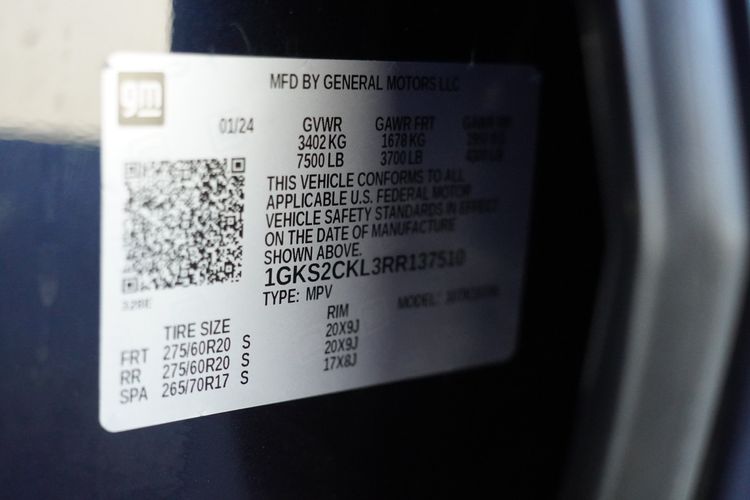 gm
MFD BY GENERAL MOTORS LLC
01/24
GVWR GAWR FRT GAWR RR
3402 KG 1678 KG
7500 LB 3700 LB
THIS VEHICLE CONFORMS TO ALL
APPLICABLE U.S. FEDERAL MOTOR
VEHICLE SAFETY STANDARDS IN EFFECT
ON THE DATE OF MANUFACTURE
SHOWN ABOVE.
1GKS2CKL3RR137510
TYPE: MPV MODEL:
TIRE SIZE RIM
FRT 275/60R20 S 20X9J
RR 275/60R20 S 20X9J
SPA 265/70R17 S 17X8J